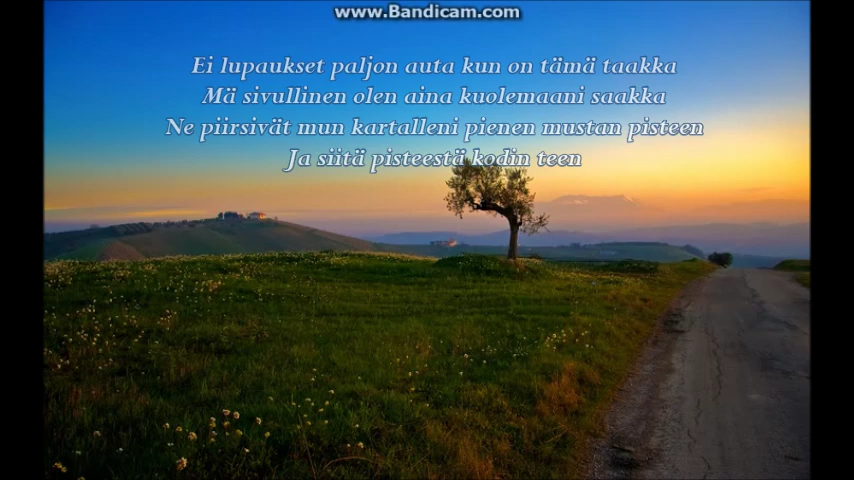 www.Bandicam.com
Ei lupaukset paljon auta kun on tämä taakka
Mä sivullinen olen aina kuolemaani saakka
Ne piirsivät mun kartalleni pienen mustan pisteen
Ja siitä pisteestä kodin teen